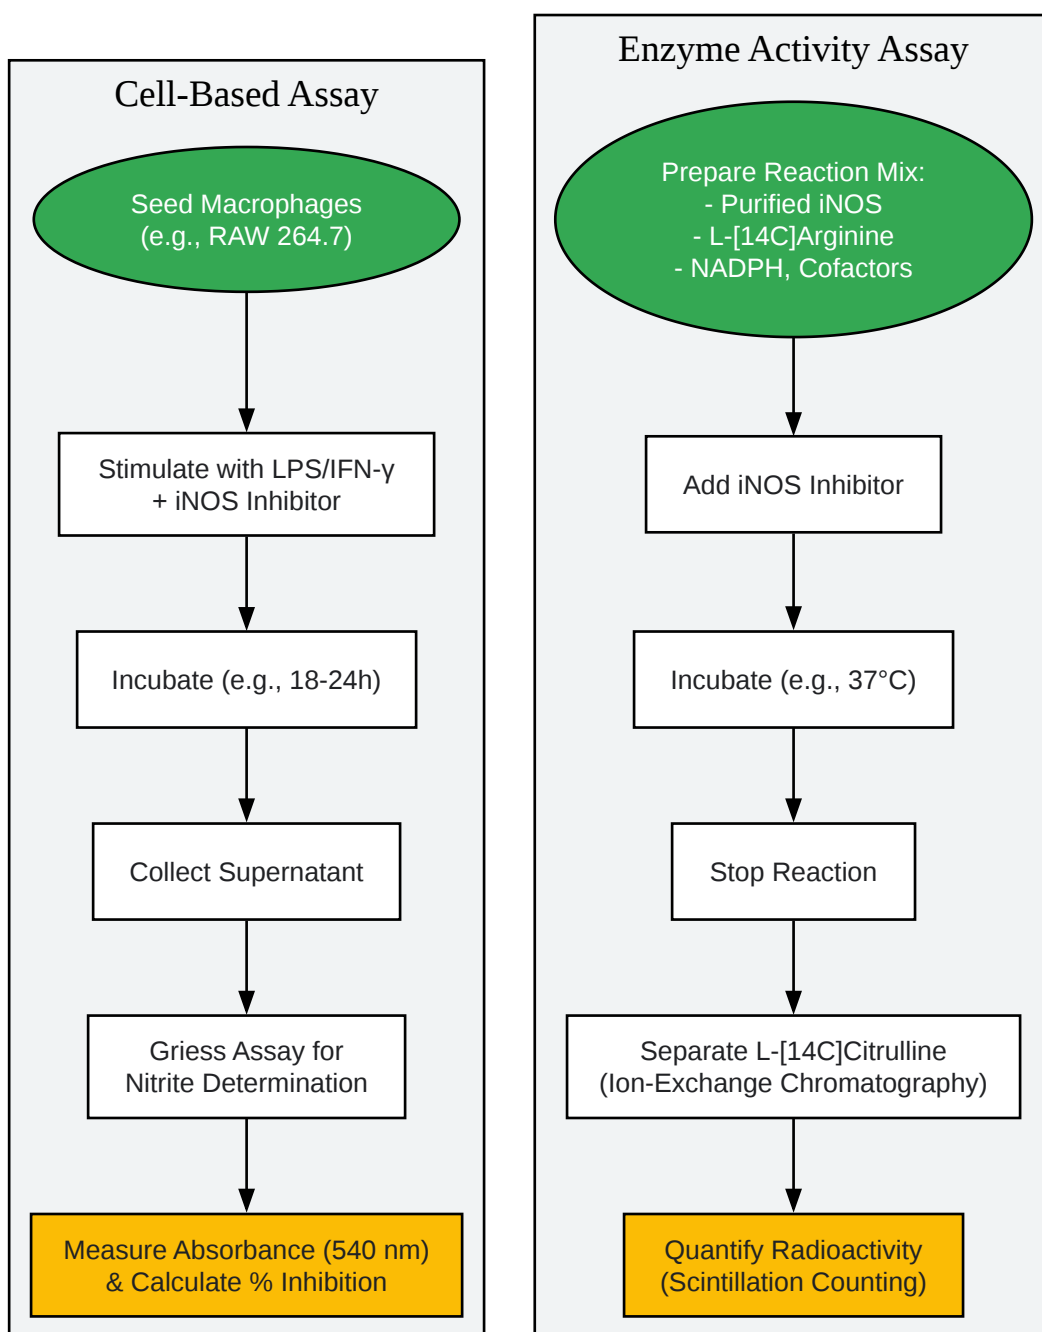 Cell-Based Assay
Seed Macrophages
(e.g., RAW 264.7)
Stimulate with LPS/IFN-γ
+ iNOS Inhibitor
Incubate (e.g., 18-24h)
Collect Supernatant
Griess Assay for
Nitrite Determination
Measure Absorbance (540 nm)
& Calculate % Inhibition
Enzyme Activity Assay
Prepare Reaction Mix:
- Purified iNOS
- L-[14C]Arginine
- NADPH, Cofactors
Add iNOS Inhibitor
Incubate (e.g., 37°C)
Stop Reaction
Separate L-[14C]Citrulline
(Ion-Exchange Chromatography)
Quantify Radioactivity
(Scintillation Counting)